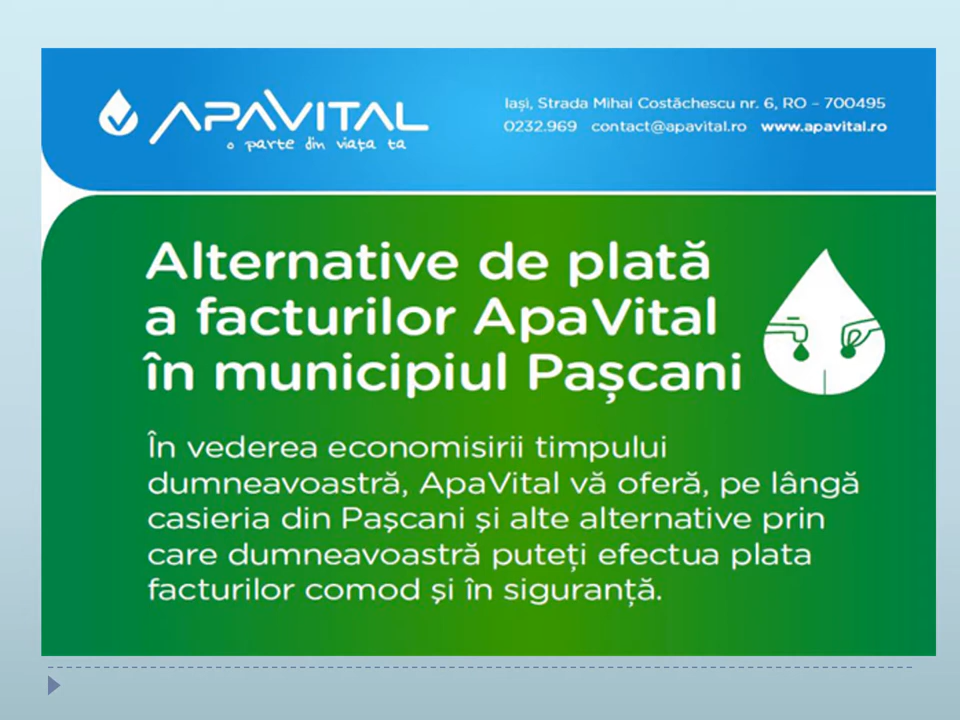 APAVITAL
o parte din viața ta
Iași, Strada Mihai Costăchescu nr. 6, RO – 700495
0232.969 contact@apavital.ro www.apavital.ro
Alternative de plată
a facturilor ApaVital
în municipiul Pașcani
În vederea economisirii timpului
dumneavoastră, ApaVital vă oferă, pe lângă
casieria din Pașcani și alte alternative prin
care dumneavoastră puteți efectua plata
facturilor comod și în siguranță.